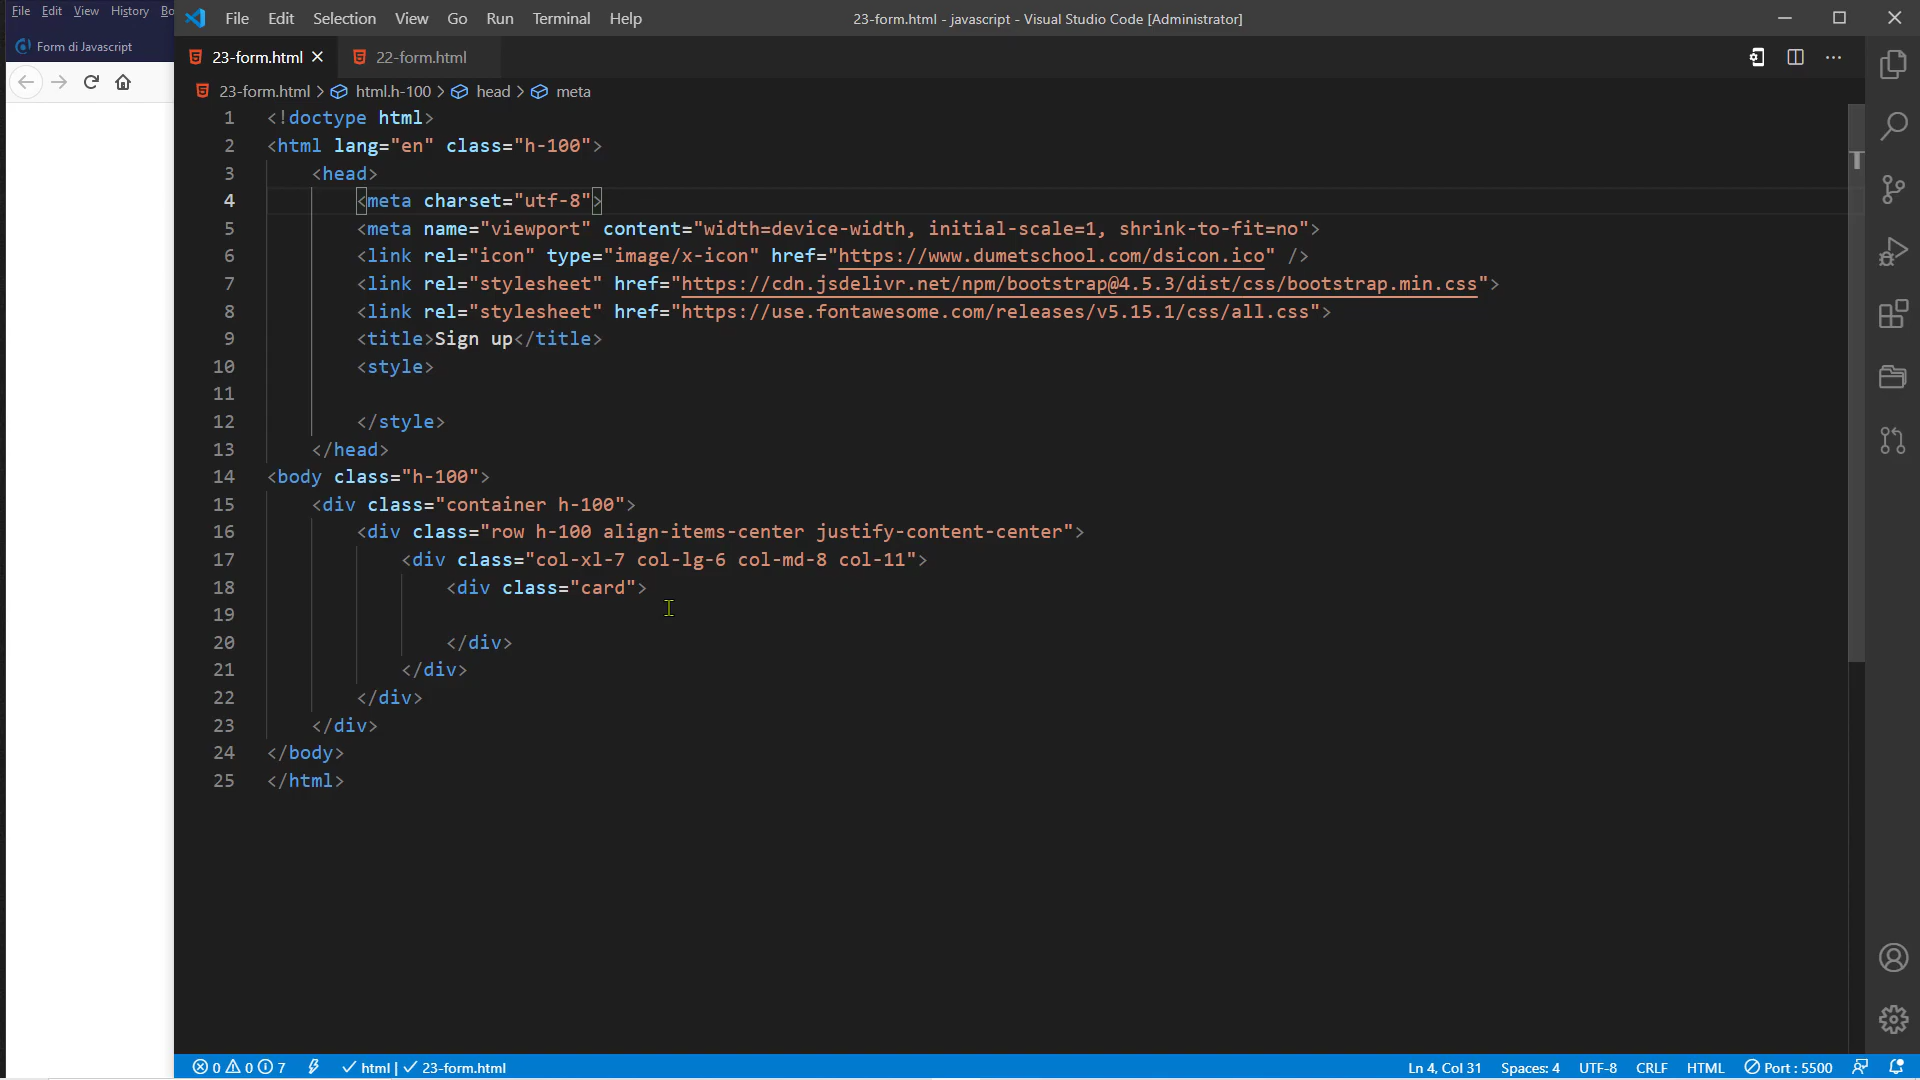 File Edit View History Bo
Form di Javascript
File Edit Selection View Go Run Terminal Help
23-form.html - javascript - Visual Studio Code [Administrator]
23-form.html 22-form.html
23-form.html > html.h-100 > head > meta
1 <!doctype html>
2 <html lang="en" class="h-100">
3 <head>
4 <meta charset="utf-8">
5 <meta name="viewport" content="width=device-width, initial-scale=1, shrink-to-fit=no">
6 <link rel="icon" type="image/x-icon" href="https://www.dumetschool.com/dsicon.ico" />
7 <link rel="stylesheet" href="https://cdn.jsdelivr.net/npm/bootstrap@4.5.3/dist/css/bootstrap.min.css">
8 <link rel="stylesheet" href="https://use.fontawesome.com/releases/v5.15.1/css/all.css">
9 <title>Sign up</title>
10 <style>
11
12 </style>
13 </head>
14 <body class="h-100">
15 <div class="container h-100">
16 <div class="row h-100 align-items-center justify-content-center">
17 <div class="col-xl-7 col-lg-6 col-md-8 col-11">
18 <div class="card">
19
20 </div>
21 </div>
22 </div>
23 </div>
24 </body>
25 </html>
0 0 7 html | 23-form.html
Ln 4, Col 31 Spaces: 4 UTF-8 CRLF HTML Port : 5500